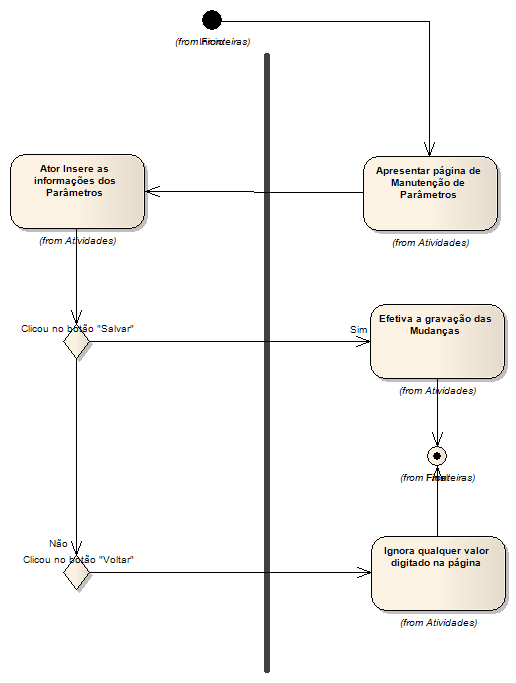 (from Fronteiras)
Ator Insere as
informações dos
Parâmetros
(from Atividades)
Apresentar página de
Manutenção de
Parâmetros
(from Atividades)
Clicou no botão "Salvar"
Sim
Efetiva a gravação das
Mudanças
(from Atividades)
(from Fronteiras)
Não
Clicou no botão "Voltar"
Ignora qualquer valor
digitado na página
(from Atividades)